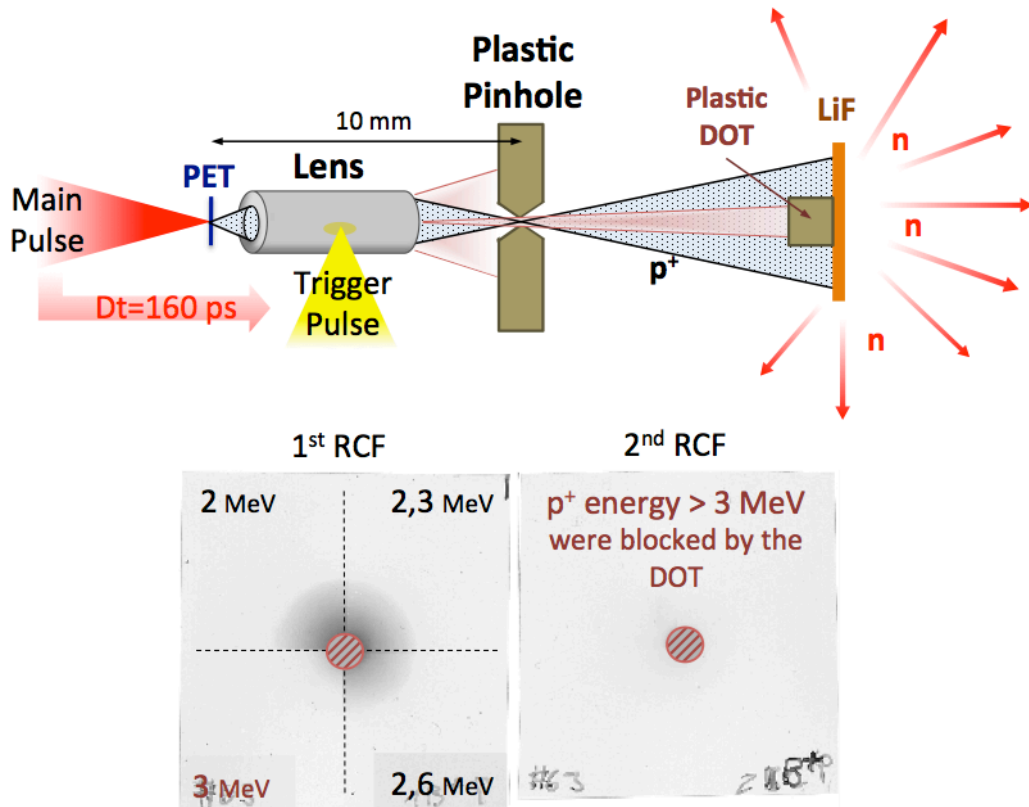 Plastic
Pinhole
Plastic
DOT
LiF
10 mm
n
PET
Lens
Main
Pulse
n
p+
Trigger
Pulse
Dt=160 ps
n
1st RCF
2nd RCF
2 MeV
2,3 MeV
p+ energy > 3 MeV
were blocked by the
DOT
3 MeV
2,6 MeV
#63
#63